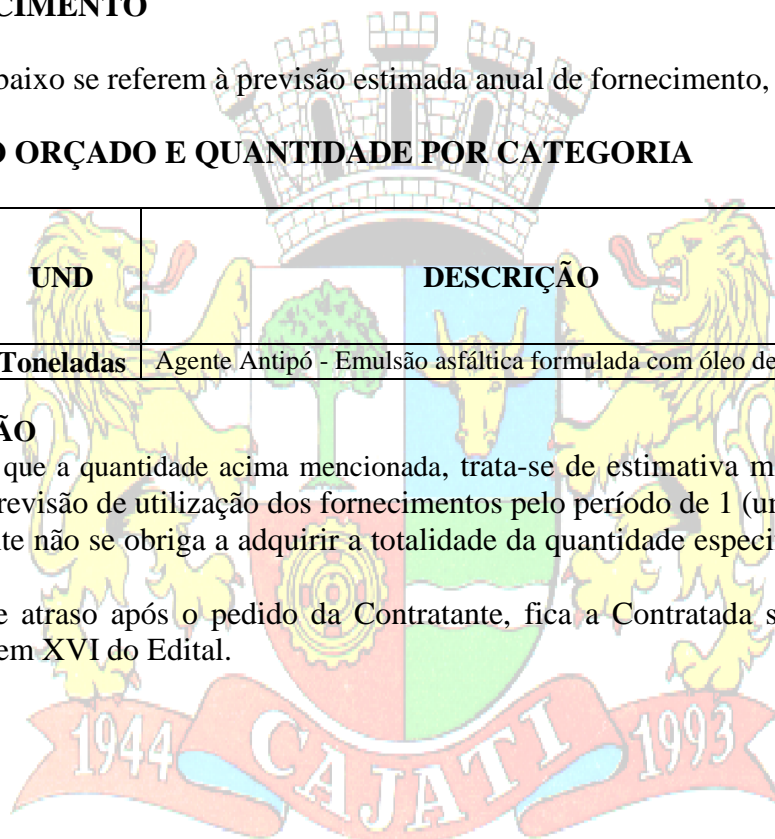 CIMENTO
baixo se referem à previsão estimada anual de fornecimento,
O ORÇADO E QUANTIDADE POR CATEGORIA
UND DESCRIÇÃO
Toneladas Agente Antipó - Emulsão asfáltica formulada com óleo de
ÃO
que a quantidade acima mencionada, trata-se de estimativa m
revisão de utilização dos fornecimentos pelo período de 1 (um
te não se obriga a adquirir a totalidade da quantidade especi
e atraso após o pedido da Contratante, fica a Contratada s
em XVI do Edital.
1944 CAJATI 1993